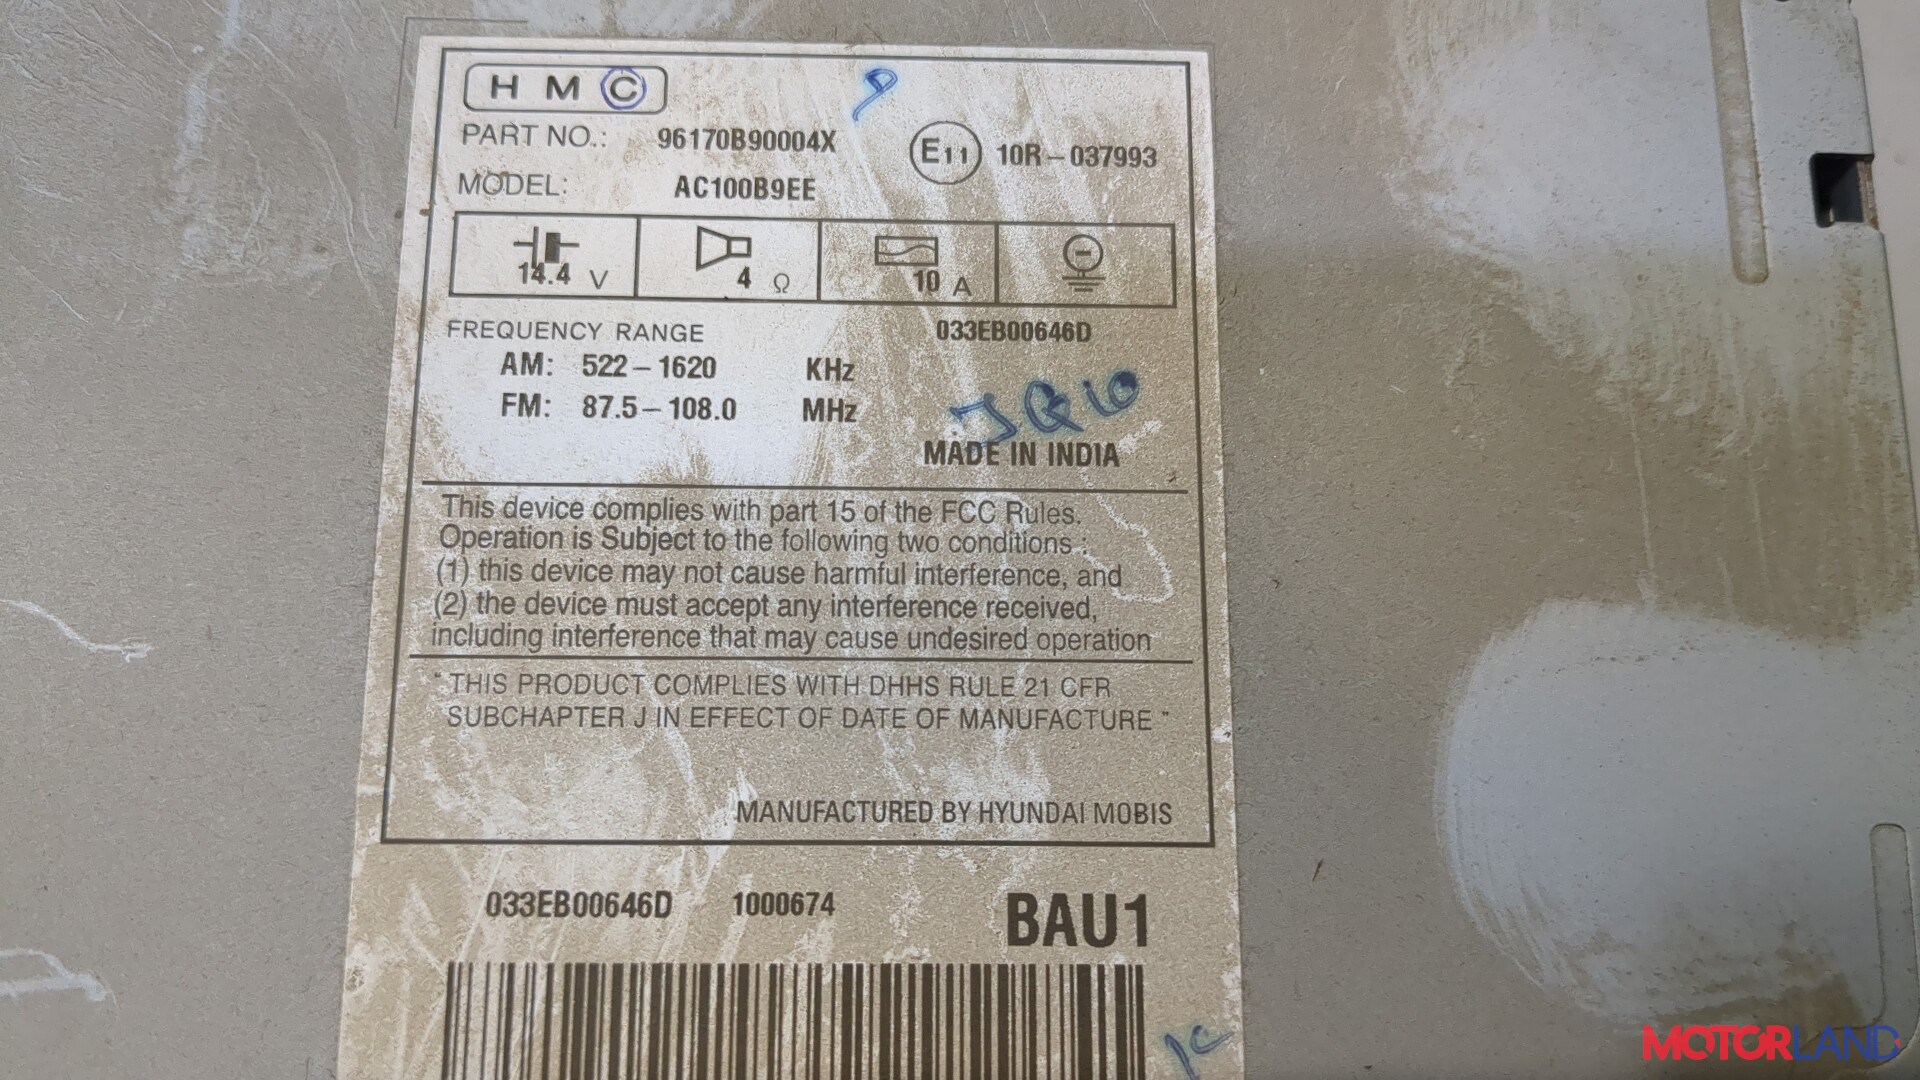 HMC
PART NO.: 96170B90004X
E11 10R-037993
MODEL: AC100B9EE
14.4 V 4 Ω 10 A
FREQUENCY RANGE 033EB00646D
AM: 522-1620 KHz
FM: 87.5-108.0 MHz
JQ10
MADE IN INDIA
This device complies with part 15 of the FCC Rules.
Operation is Subject to the following two conditions :
(1) this device may not cause harmful interference, and
(2) the device must accept any interference received,
including interference that may cause undesired operation
"THIS PRODUCT COMPLIES WITH DHHS RULE 21 CFR
SUBCHAPTER J IN EFFECT OF DATE OF MANUFACTURE"
MANUFACTURED BY HYUNDAI MOBIS
033EB00646D 1000674 BAU1
MOTORLAND